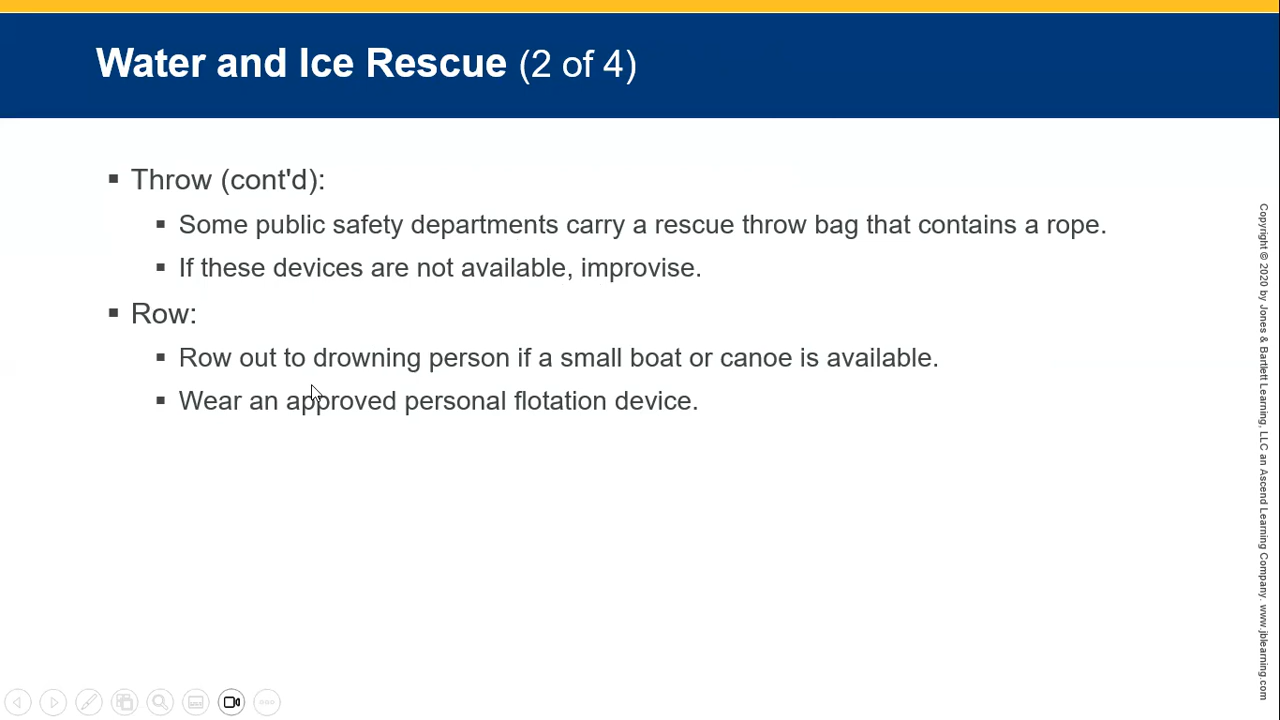 Water and Ice Rescue (2 of 4)
Throw (cont'd):
Some public safety departments carry a rescue throw bag that contains a rope.
If these devices are not available, improvise.
Row:
Row out to drowning person if a small boat or canoe is available.
Wear an approved personal flotation device.
Copyright © 2020 by Jones & Bartlett Learning, LLC an Ascend Learning Company. www.jblearning.com